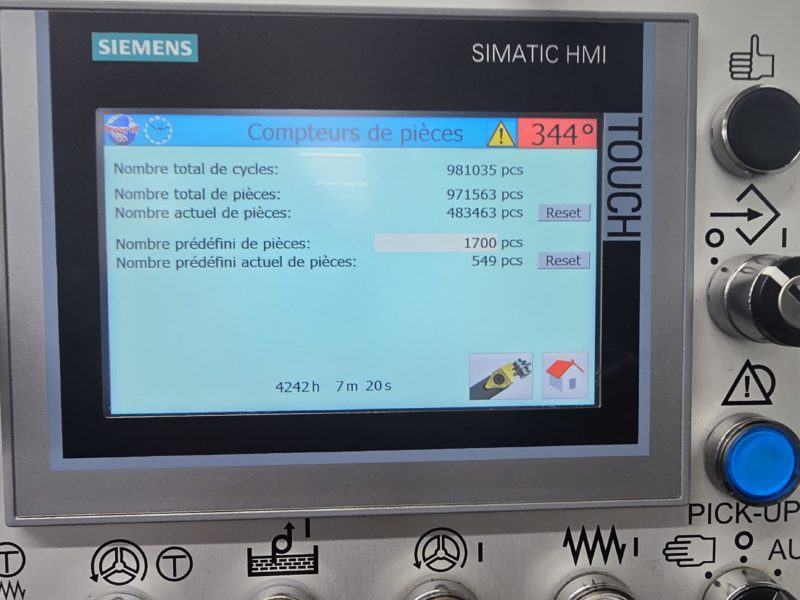 SIEMENS
SIMATIC HMI
TOUCH
Compteurs de pièces 344°
Nombre total de cycles: 981035 pcs
Nombre total de pièces: 971563 pcs
Nombre actuel de pièces: 483463 pcs Reset
Nombre prédéfini de pièces: 1700 pcs
Nombre prédéfini actuel de pièces: 549 pcs Reset
4242h 7m 20s
O I
PICK-UP
T T I I I O AU